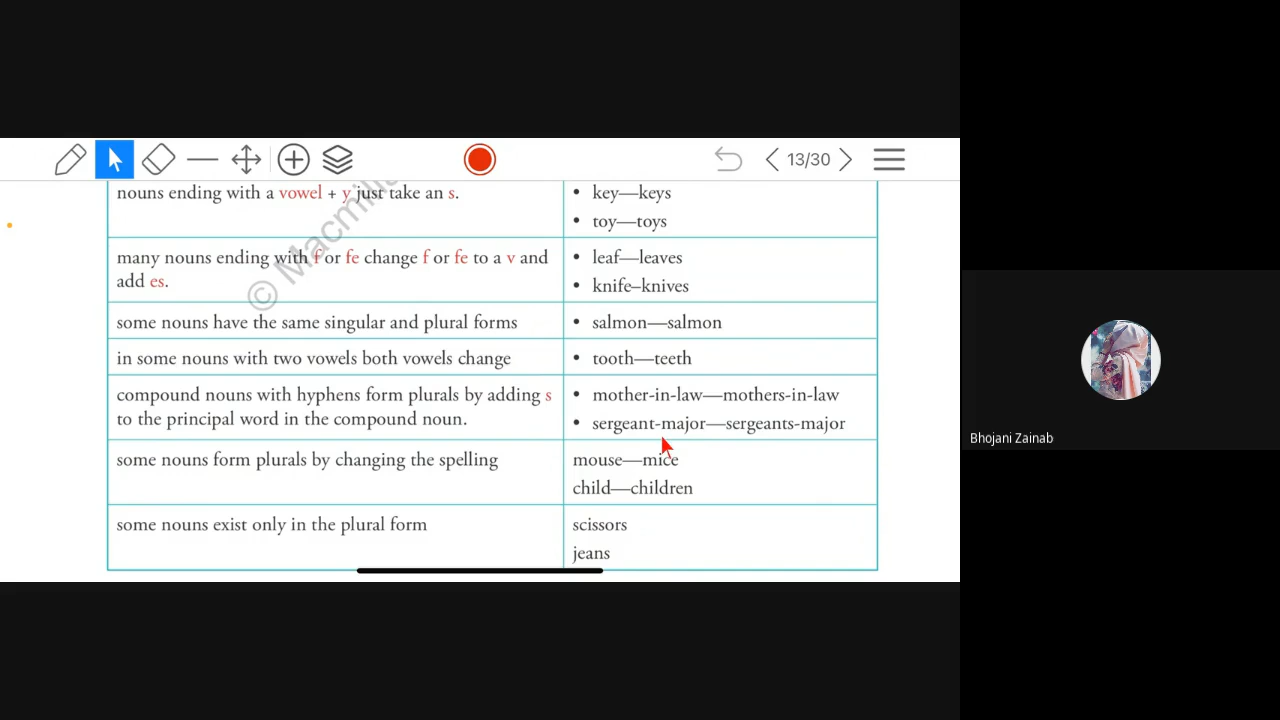 13/30
nouns ending with a vowel + y just take an s.
• key—keys
• toy—toys
many nouns ending with f or fe change f or fe to a v and
add es.
• leaf—leaves
• knife–knives
some nouns have the same singular and plural forms
• salmon—salmon
in some nouns with two vowels both vowels change
• tooth—teeth
compound nouns with hyphens form plurals by adding s
to the principal word in the compound noun.
• mother-in-law—mothers-in-law
• sergeant-major—sergeants-major
some nouns form plurals by changing the spelling
mouse—mice
child—children
some nouns exist only in the plural form
scissors
jeans
Bhojani Zainab